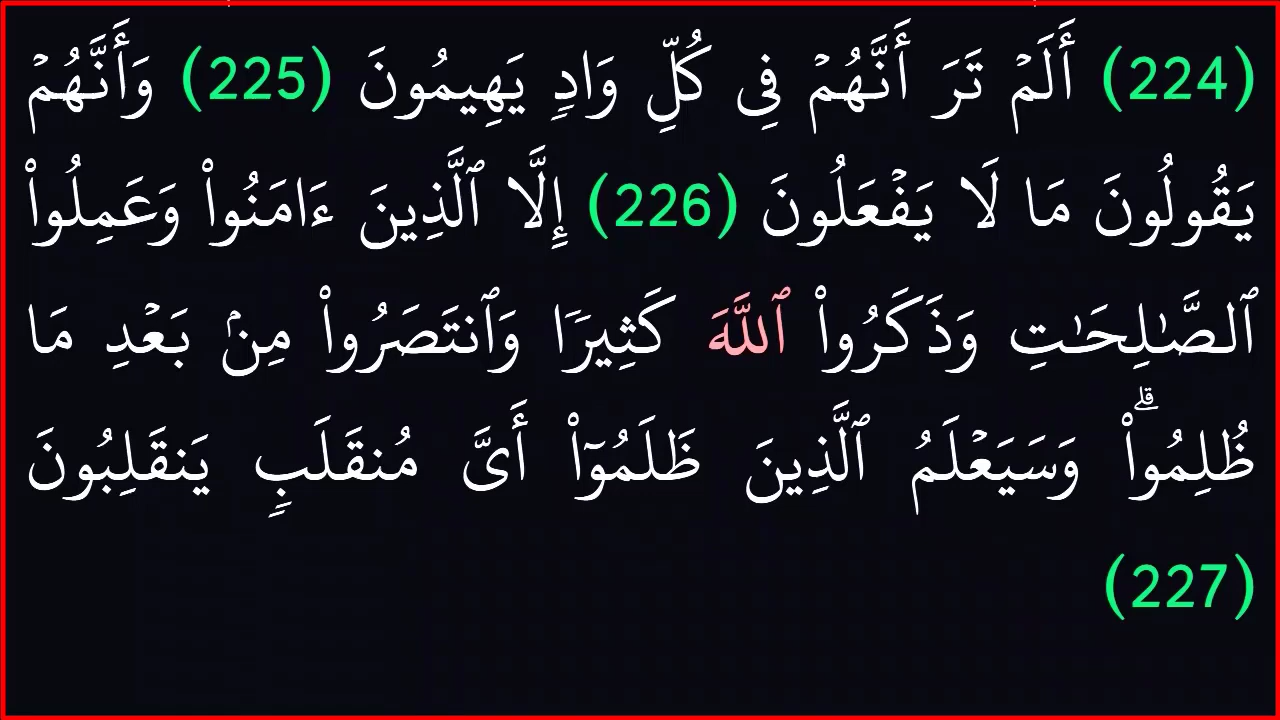 (224) أَلَمۡ تَرَ أَنَّهُمۡ فِى كُلِّ وَادٍۢ يَهِيمُونَ (225) وَأَنَّهُمۡ
يَقُولُونَ مَا لَا يَفۡعَلُونَ (226) إِلَّا ٱلَّذِينَ ءَامَنُوا۟ وَعَمِلُوا۟
ٱلصَّـٰلِحَـٰتِ وَذَكَرُوا۟ ٱللَّهَ كَثِيرًۭا وَٱنتَصَرُوا۟ مِنۢ بَعۡدِ مَا
ظُلِمُوا۟ۗ وَسَيَعۡلَمُ ٱلَّذِينَ ظَلَمُوٓا۟ أَىَّ مُنقَلَبٍۢ يَنقَلِبُونَ
(227)